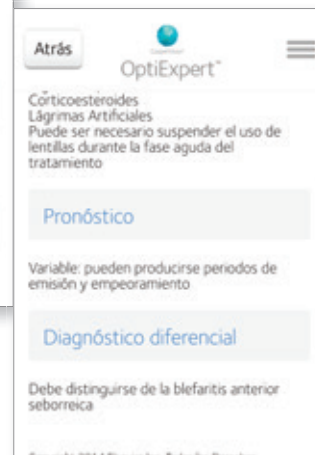 Atrás
OptiExpert™
Corticoesteroides
Lágrimas Artificiales
Puede ser necesario suspender el uso de
lentillas durante la fase aguda del
tratamiento
Pronóstico
Variable: pueden producirse periodos de
emisión y empeoramiento
Diagnóstico diferencial
Debe distinguirse de la blefaritis anterior
seborreica